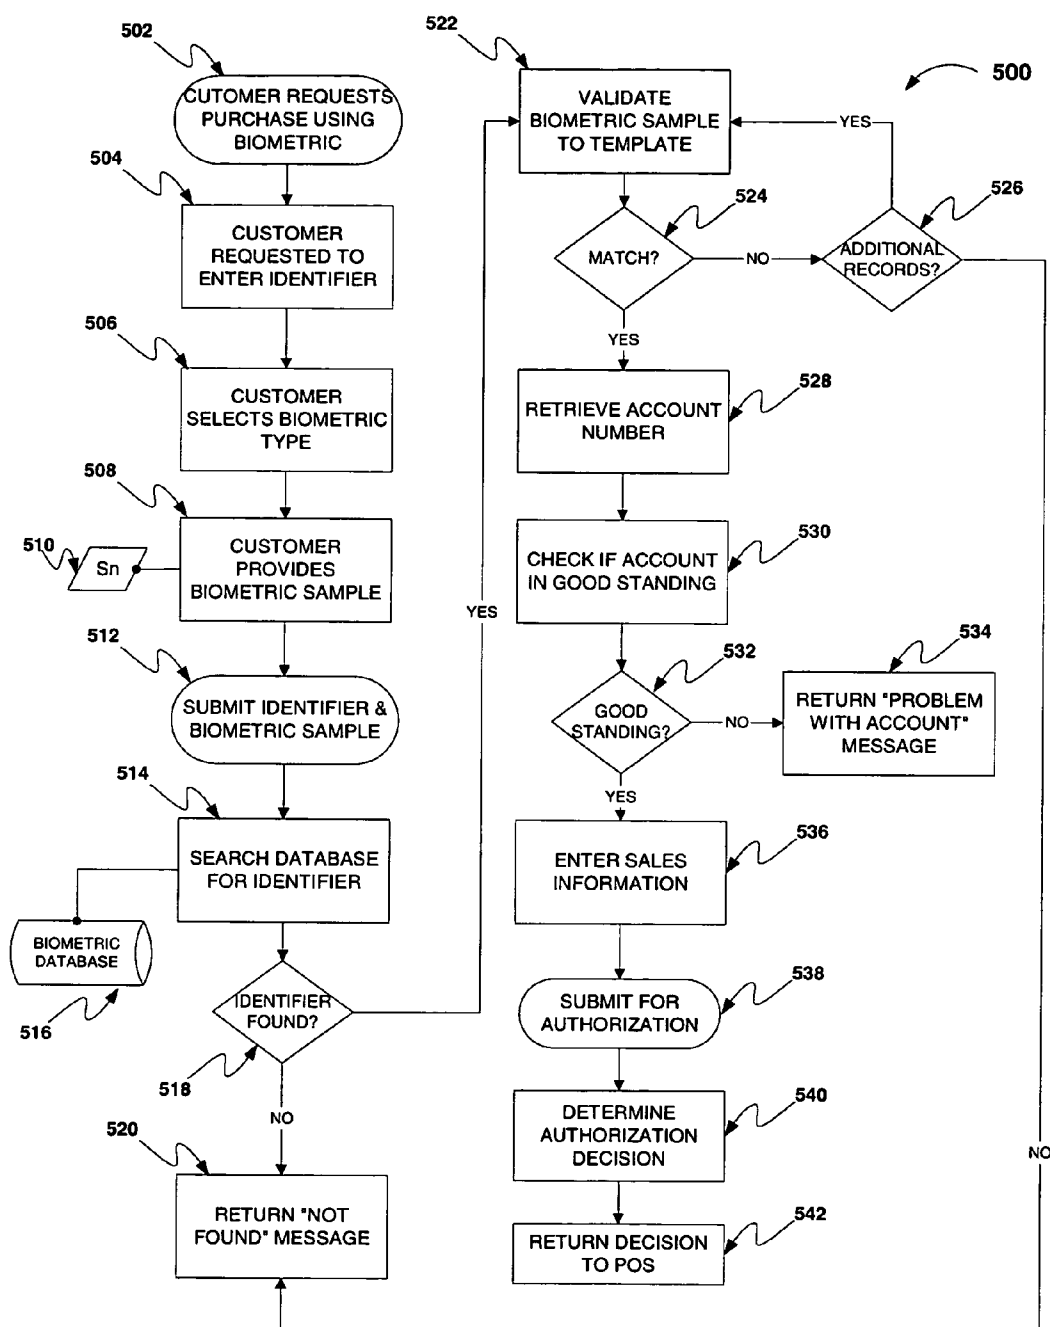 502
CUTOMER REQUESTS
PURCHASE USING
BIOMETRIC
504
CUSTOMER
REQUESTED TO
ENTER IDENTIFIER
506
CUSTOMER
SELECTS BIOMETRIC
TYPE
508
CUSTOMER
PROVIDES
BIOMETRIC SAMPLE
510
Sn
512
SUBMIT IDENTIFIER &
BIOMETRIC SAMPLE
514
SEARCH DATABASE
FOR IDENTIFIER
BIOMETRIC
DATABASE
516
IDENTIFIER
FOUND?
518
NO
YES
520
RETURN "NOT
FOUND" MESSAGE
522
VALIDATE
BIOMETRIC SAMPLE
TO TEMPLATE
500
YES
524
MATCH?
NO
526
ADDITIONAL
RECORDS?
YES
528
RETRIEVE ACCOUNT
NUMBER
530
CHECK IF ACCOUNT
IN GOOD STANDING
532
GOOD
STANDING?
NO
534
RETURN "PROBLEM
WITH ACCOUNT"
MESSAGE
YES
536
ENTER SALES
INFORMATION
538
SUBMIT FOR
AUTHORIZATION
540
DETERMINE
AUTHORIZATION
DECISION
NO
542
RETURN DECISION
TO POS